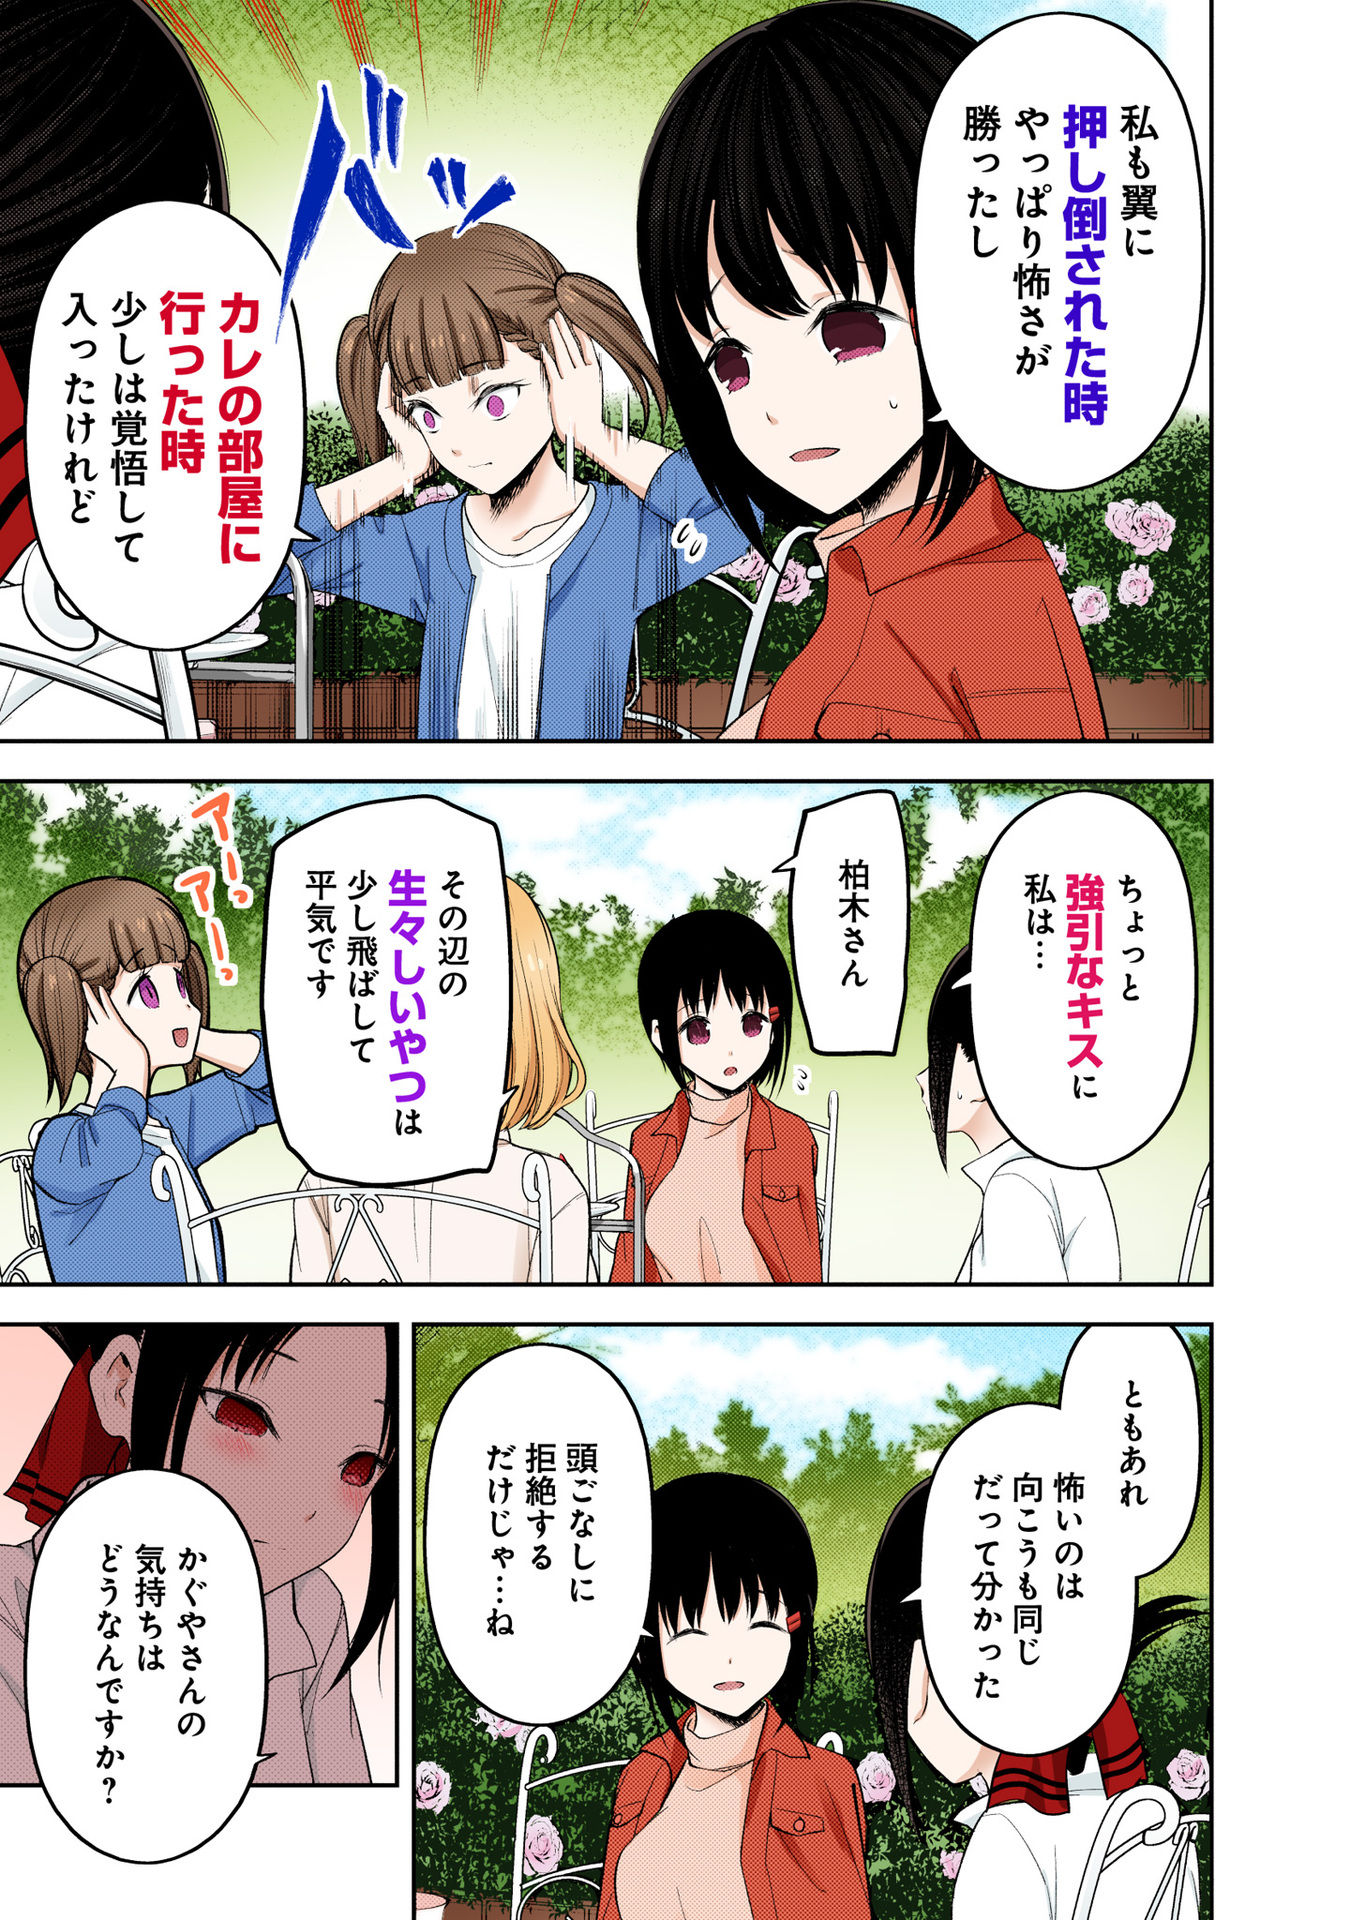 私も翼に
押し倒された時
やっぱり怖さが
勝ったし
バッ
カレの部屋に
行った時
少しは覚悟して
入ったけれど
ちょっと
強引なキスに
私は…
柏木さん
その辺の
生々しいやつは
少し飛ばして
平気です
アーっ
アーっ
ともあれ
怖いのは
向こうも同じ
だって分かった
頭ごなしに
拒絶する
だけじゃ…ね
かぐやさんの
気持ちは
どうなんですか？